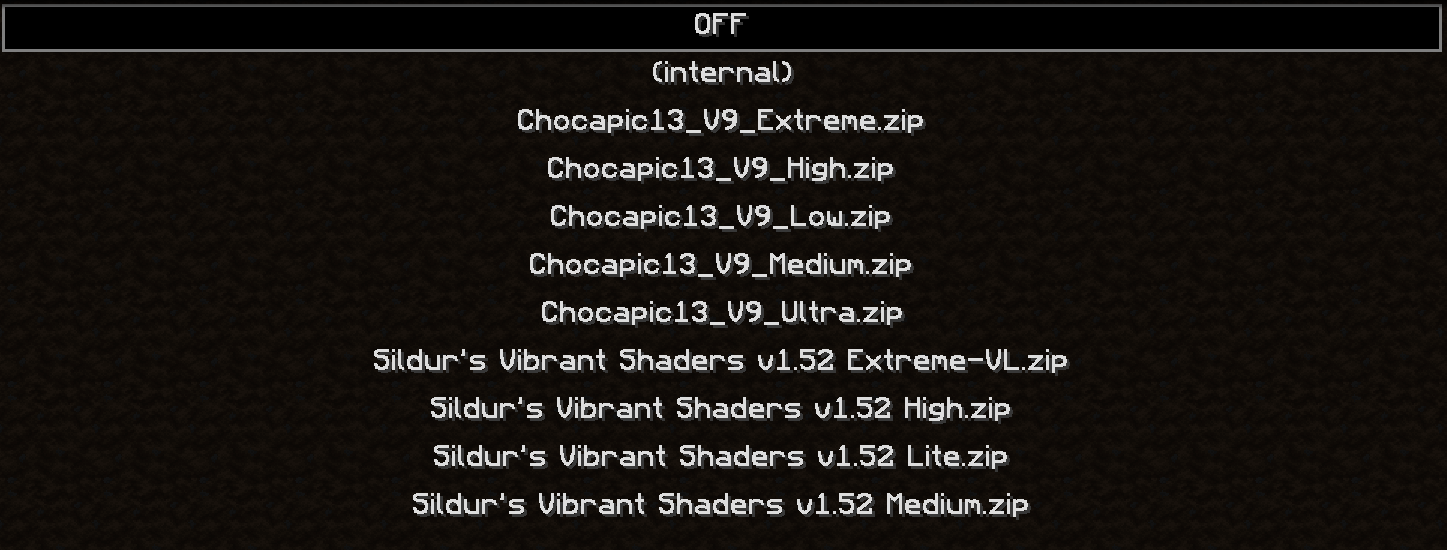 OFF
(internal)
Chocapic13_V9_Extreme.zip
Chocapic13_V9_High.zip
Chocapic13_V9_Low.zip
Chocapic13_V9_Medium.zip
Chocapic13_V9_Ultra.zip
Sildur's Vibrant Shaders v1.52 Extreme-VL.zip
Sildur's Vibrant Shaders v1.52 High.zip
Sildur's Vibrant Shaders v1.52 Lite.zip
Sildur's Vibrant Shaders v1.52 Medium.zip